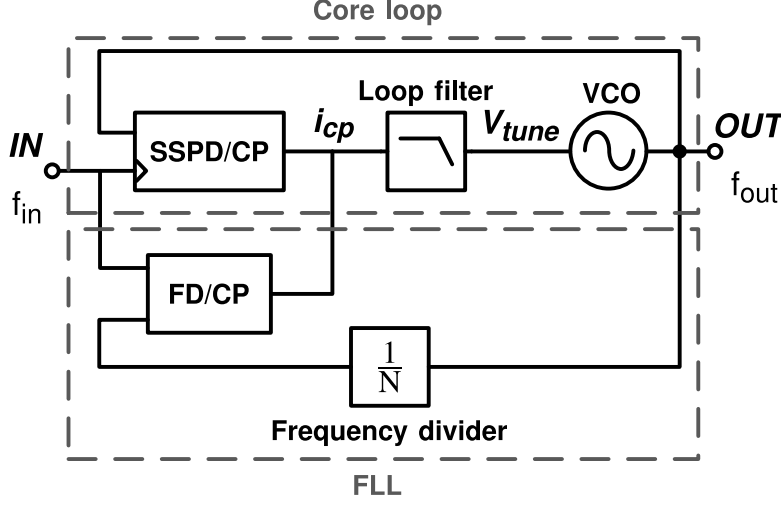 Core loop
Loop filter
VCO
IN
SSPD/CP
icp
Vtune
OUT
fin
fout
FD/CP
1
N
Frequency divider
FLL